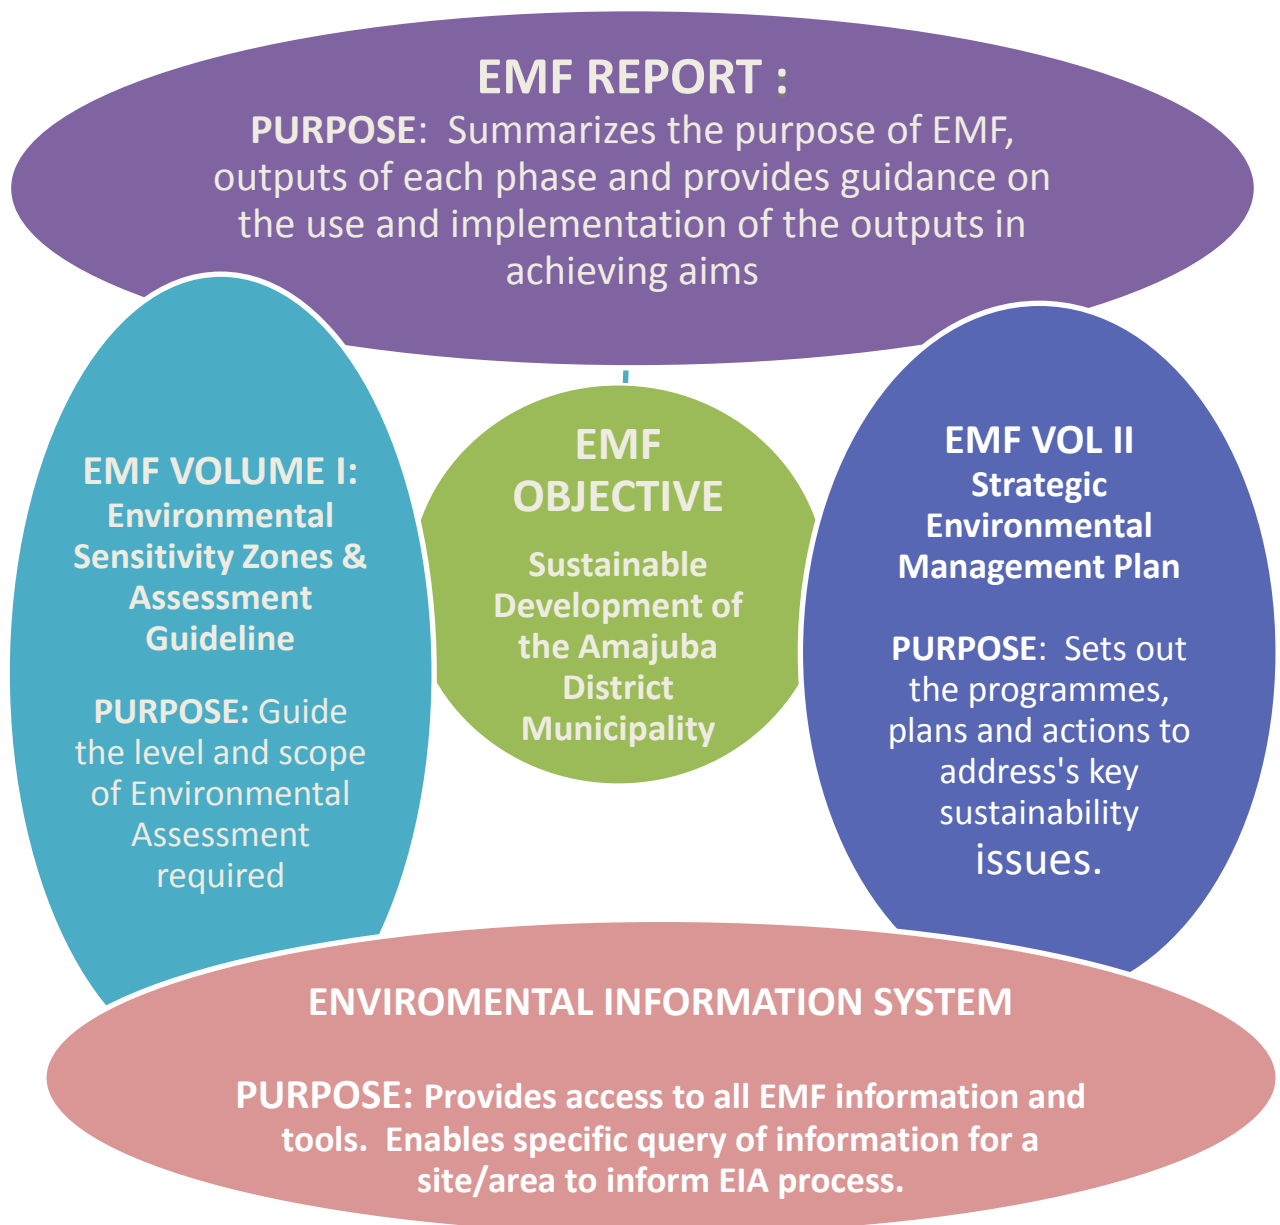 EMF REPORT :
PURPOSE: Summarizes the purpose of EMF,
outputs of each phase and provides guidance on
the use and implementation of the outputs in
achieving aims
EMF VOLUME I:
Environmental
Sensitivity Zones &
Assessment
Guideline
PURPOSE: Guide
the level and scope
of Environmental
Assessment
required
EMF
OBJECTIVE
Sustainable
Development of
the Amajuba
District
Municipality
EMF VOL II
Strategic
Environmental
Management Plan
PURPOSE: Sets out
the programmes,
plans and actions to
address's key
sustainability
issues.
ENVIROMENTAL INFORMATION SYSTEM
PURPOSE: Provides access to all EMF information and
tools. Enables specific query of information for a
site/area to inform EIA process.